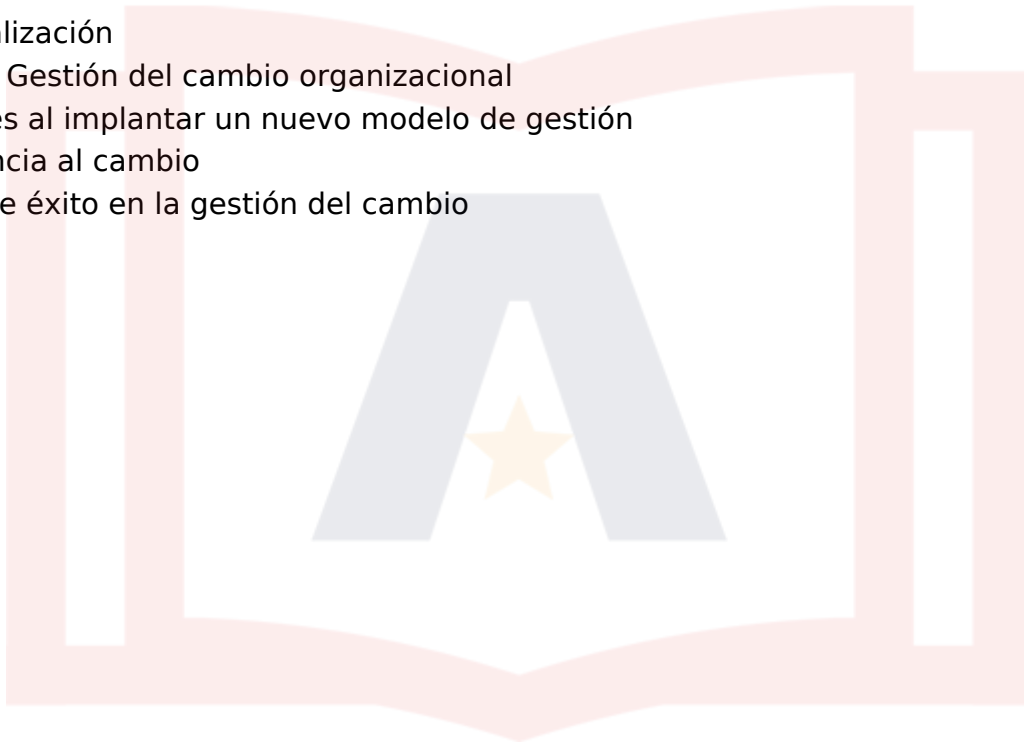 lización
Gestión del cambio organizacional
s al implantar un nuevo modelo de gestión
ncia al cambio
e éxito en la gestión del cambio